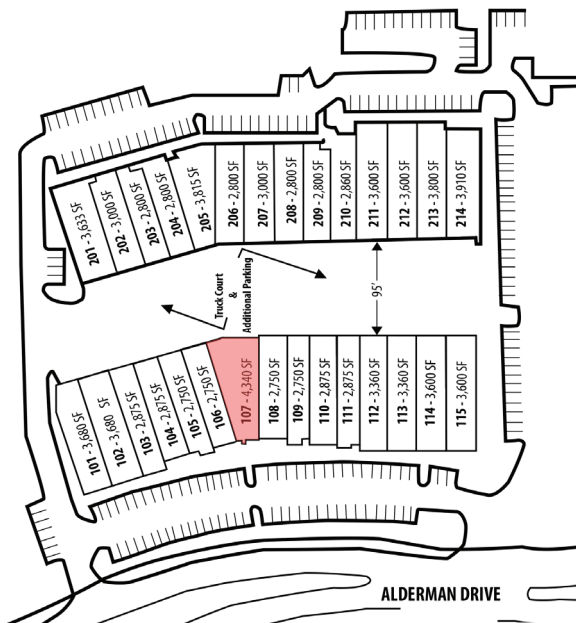 201 - 3,633 SF
202 - 3,000 SF
203 - 2,800 SF
204 - 2,800 SF
205 - 3,815 SF
206 - 2,800 SF
207 - 3,000 SF
208 - 2,800 SF
209 - 2,800 SF
210 - 2,860 SF
211 - 3,600 SF
212 - 3,600 SF
213 - 3,800 SF
214 - 3,910 SF
Truck Court
&
Additional Parking
95'
101 - 3,680 SF
102 - 3,680 SF
103 - 2,875 SF
104 - 2,875 SF
105 - 2,750 SF
106 - 2,750 SF
107 - 4,340 SF
108 - 2,750 SF
109 - 2,750 SF
110 - 2,875 SF
111 - 2,875 SF
112 - 3,360 SF
113 - 3,360 SF
114 - 3,600 SF
115 - 3,600 SF
ALDERMAN DRIVE